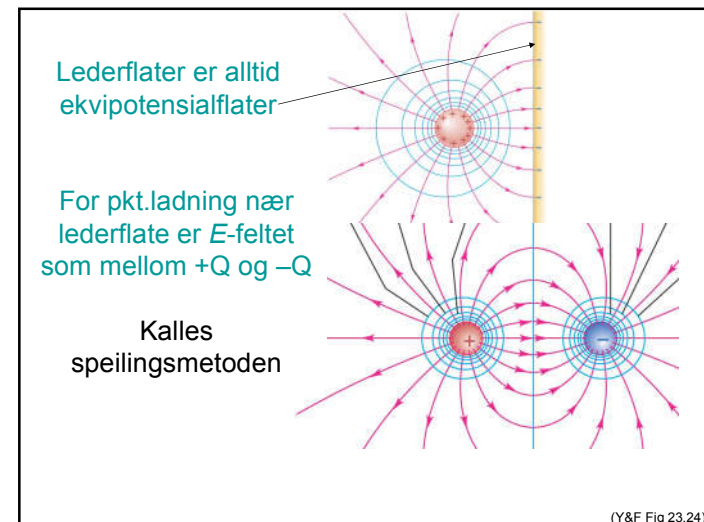 Lederflater er alltid
ekvipotensialflater
For pkt.ladning nær
lederflate er E-feltet
som mellom +Q og –Q
Kalles
speilingsmetoden
+
–
(Y&F Fig 23.24)